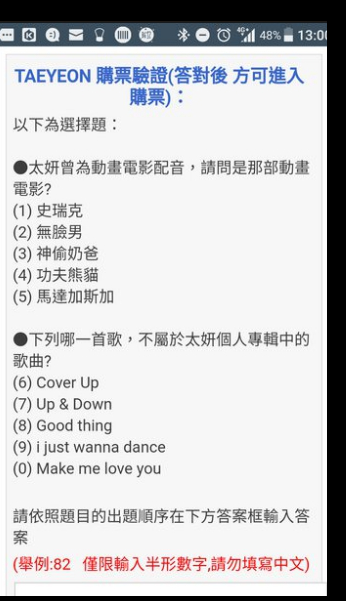 48% 13:00
TAEYEON 購票驗證(答對後 方可進入
購票)：
以下為選擇題：
●太妍曾為動畫電影配音，請問是那部動畫
電影?
(1) 史瑞克
(2) 無臉男
(3) 神偷奶爸
(4) 功夫熊貓
(5) 馬達加斯加
●下列哪一首歌，不屬於太妍個人專輯中的
歌曲?
(6) Cover Up
(7) Up & Down
(8) Good thing
(9) i just wanna dance
(0) Make me love you
請依照題目的出題順序在下方答案框輸入答
案
(舉例:82 僅限輸入半形數字,請勿填寫中文)